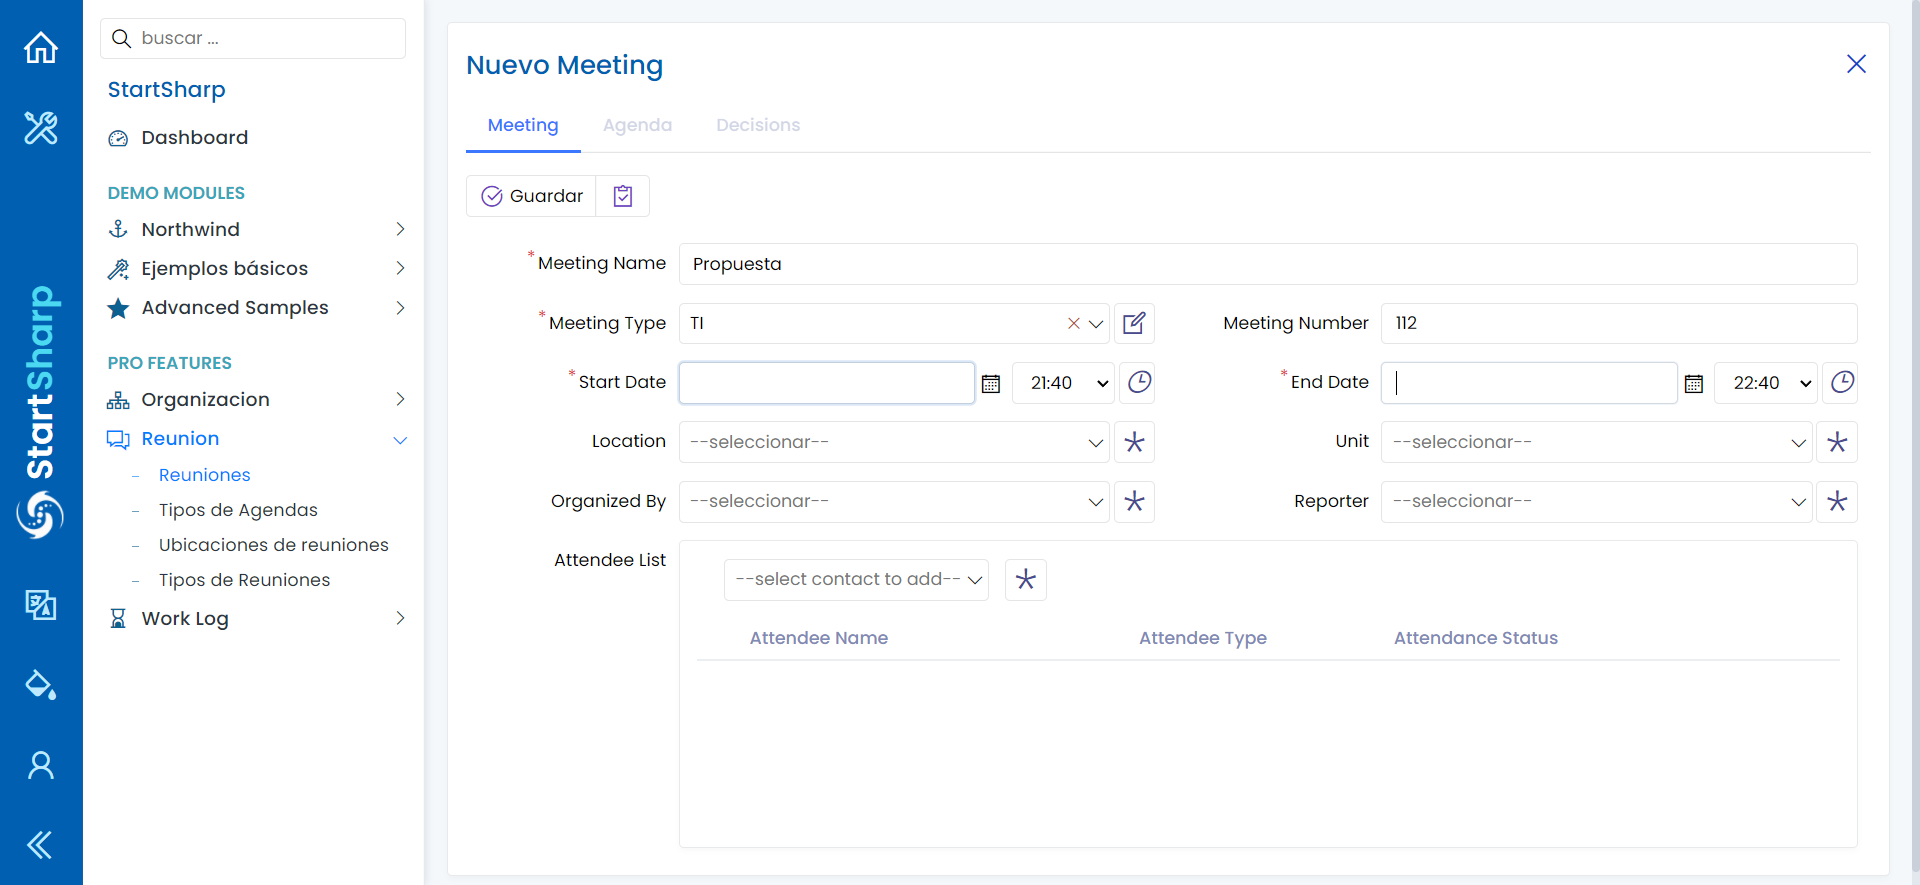 buscar ...
StartSharp
Dashboard
DEMO MODULES
Northwind
Ejemplos básicos
Advanced Samples
PRO FEATURES
Organizacion
Reunion
- Reuniones
- Tipos de Agendas
- Ubicaciones de reuniones
- Tipos de Reuniones
Work Log
StartSharp
Nuevo Meeting
Meeting Agenda Decisions
Guardar
* Meeting Name Propuesta
* Meeting Type TI Meeting Number 112
* Start Date 21:40 * End Date 22:40
Location --seleccionar-- Unit --seleccionar--
Organized By --seleccionar-- Reporter --seleccionar--
Attendee List --select contact to add--
Attendee Name Attendee Type Attendance Status